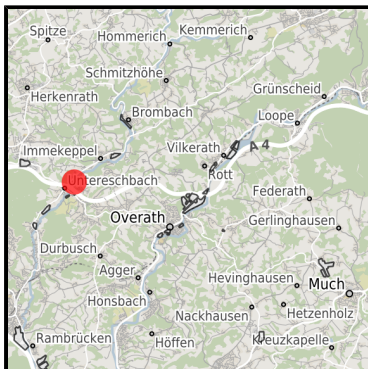 Spitze
Hommerich
Kemmerich
Schmitzhöhe
Herkenrath
Grünscheid
Brombach
Loope
Immekeppel
Vilkerath
A 4
Rott
Untereschbach
Federath
Overath
Gerlinghausen
Durbusch
Agger
Hevinghausen
Much
Honsbach
Nackhausen
Hetzenholz
Rambrücken
Höffen
Kreuzkapelle